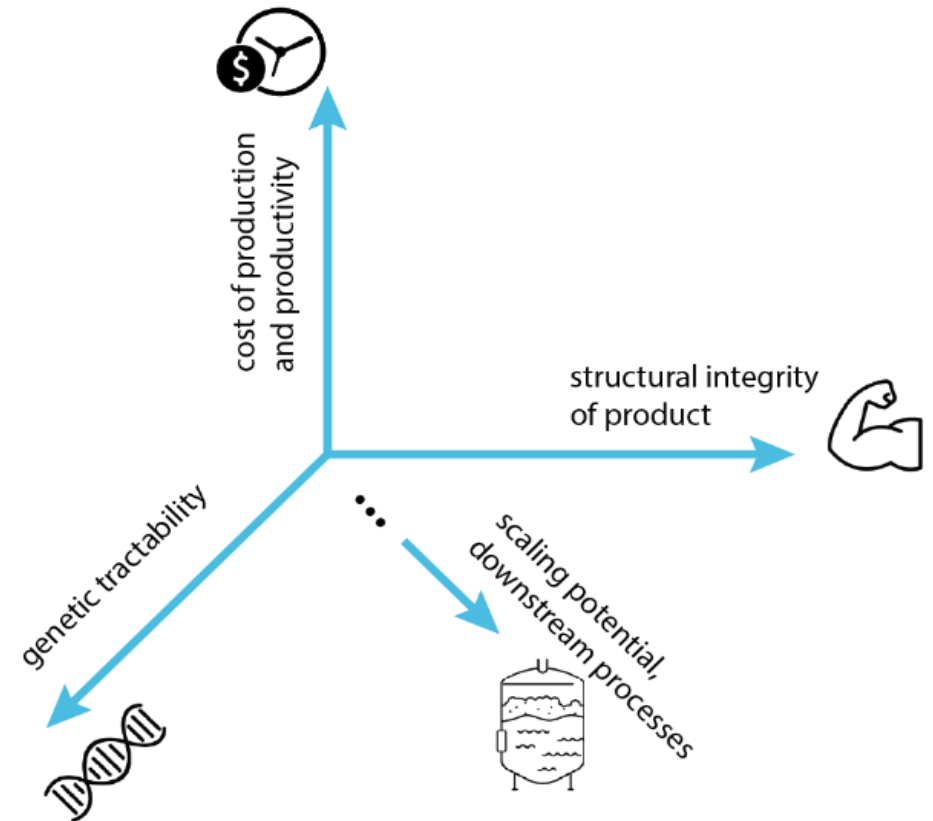 $
cost of production
and productivity
structural integrity
of product
genetic tractability
scaling potential,
downstream processes